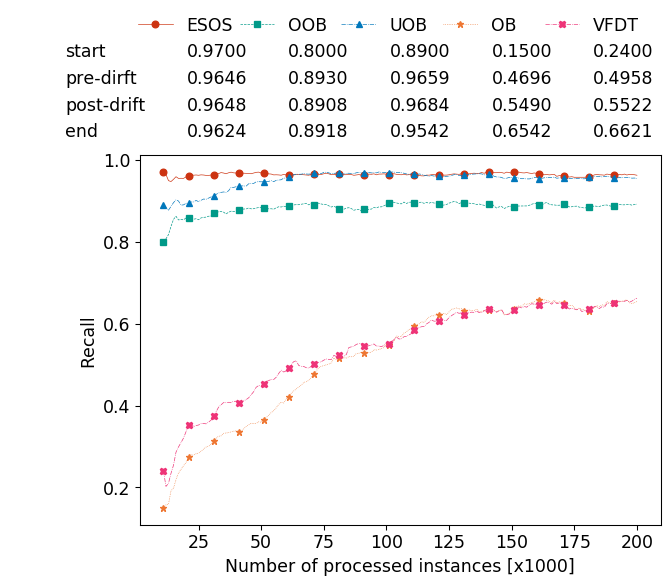 ESOS OOB UOB OB VFDT
start 0.9700 0.8000 0.8900 0.1500 0.2400
pre-dirft 0.9646 0.8930 0.9659 0.4696 0.4958
post-drift 0.9648 0.8908 0.9684 0.5490 0.5522
end 0.9624 0.8918 0.9542 0.6542 0.6621
1.0
0.8
0.6
0.4
0.2
Recall
25 50 75 100 125 150 175 200
Number of processed instances [x1000]